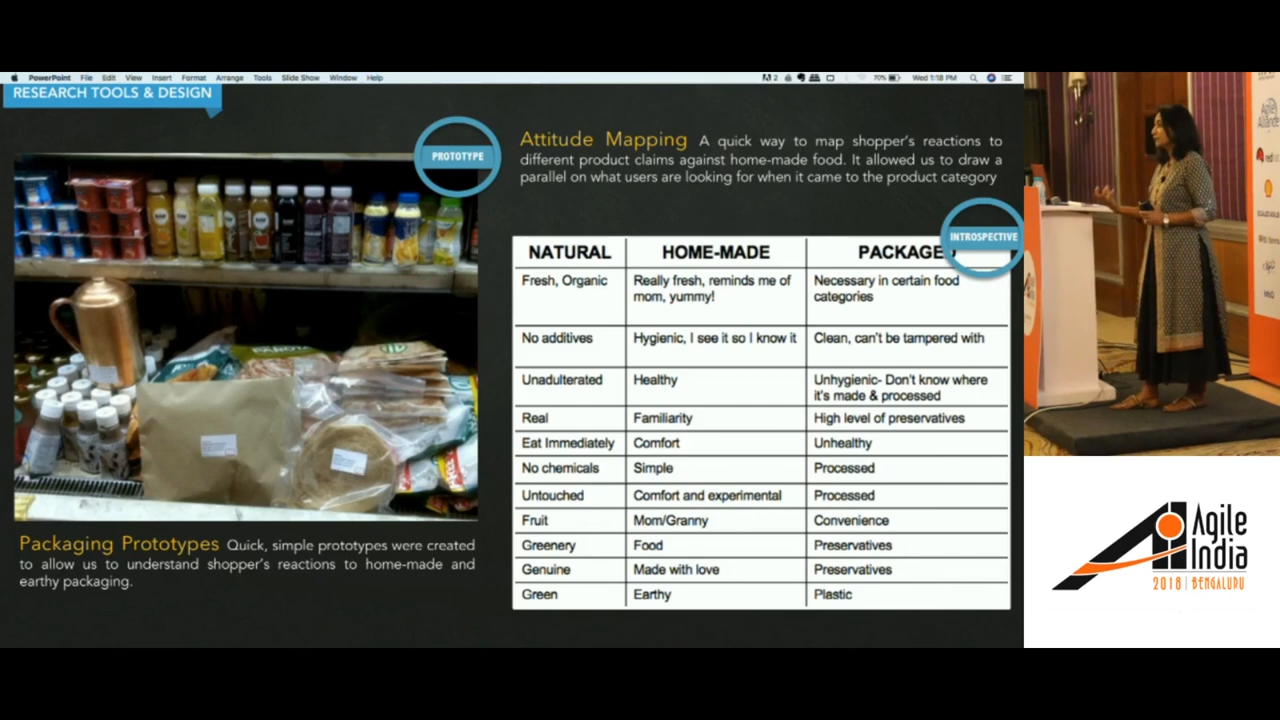 PowerPoint File Edit View Insert Format Arrange Tools Slide Show Window Help
2 70% Wed 1:18 PM
RESEARCH TOOLS & DESIGN
PROTOTYPE
Packaging Prototypes Quick, simple prototypes were created
to allow us to understand shopper's reactions to home-made and
earthy packaging.
Attitude Mapping A quick way to map shopper's reactions to
different product claims against home-made food. It allowed us to draw a
parallel on what users are looking for when it came to the product category
INTROSPECTIVE
NATURAL HOME-MADE PACKAGED
Fresh, Organic Really fresh, reminds me of Necessary in certain food
mom, yummy! categories
No additives Hygienic, I see it so I know it Clean, can't be tampered with
Unadulterated Healthy Unhygienic- Don't know where
it's made & processed
Real Familiarity High level of preservatives
Eat Immediately Comfort Unhealthy
No chemicals Simple Processed
Untouched Comfort and experimental Processed
Fruit Mom/Granny Convenience
Greenery Food Preservatives
Genuine Made with love Preservatives
Green Earthy Plastic
Agile
Alliance
Agile
India
2018 | BENGALURU